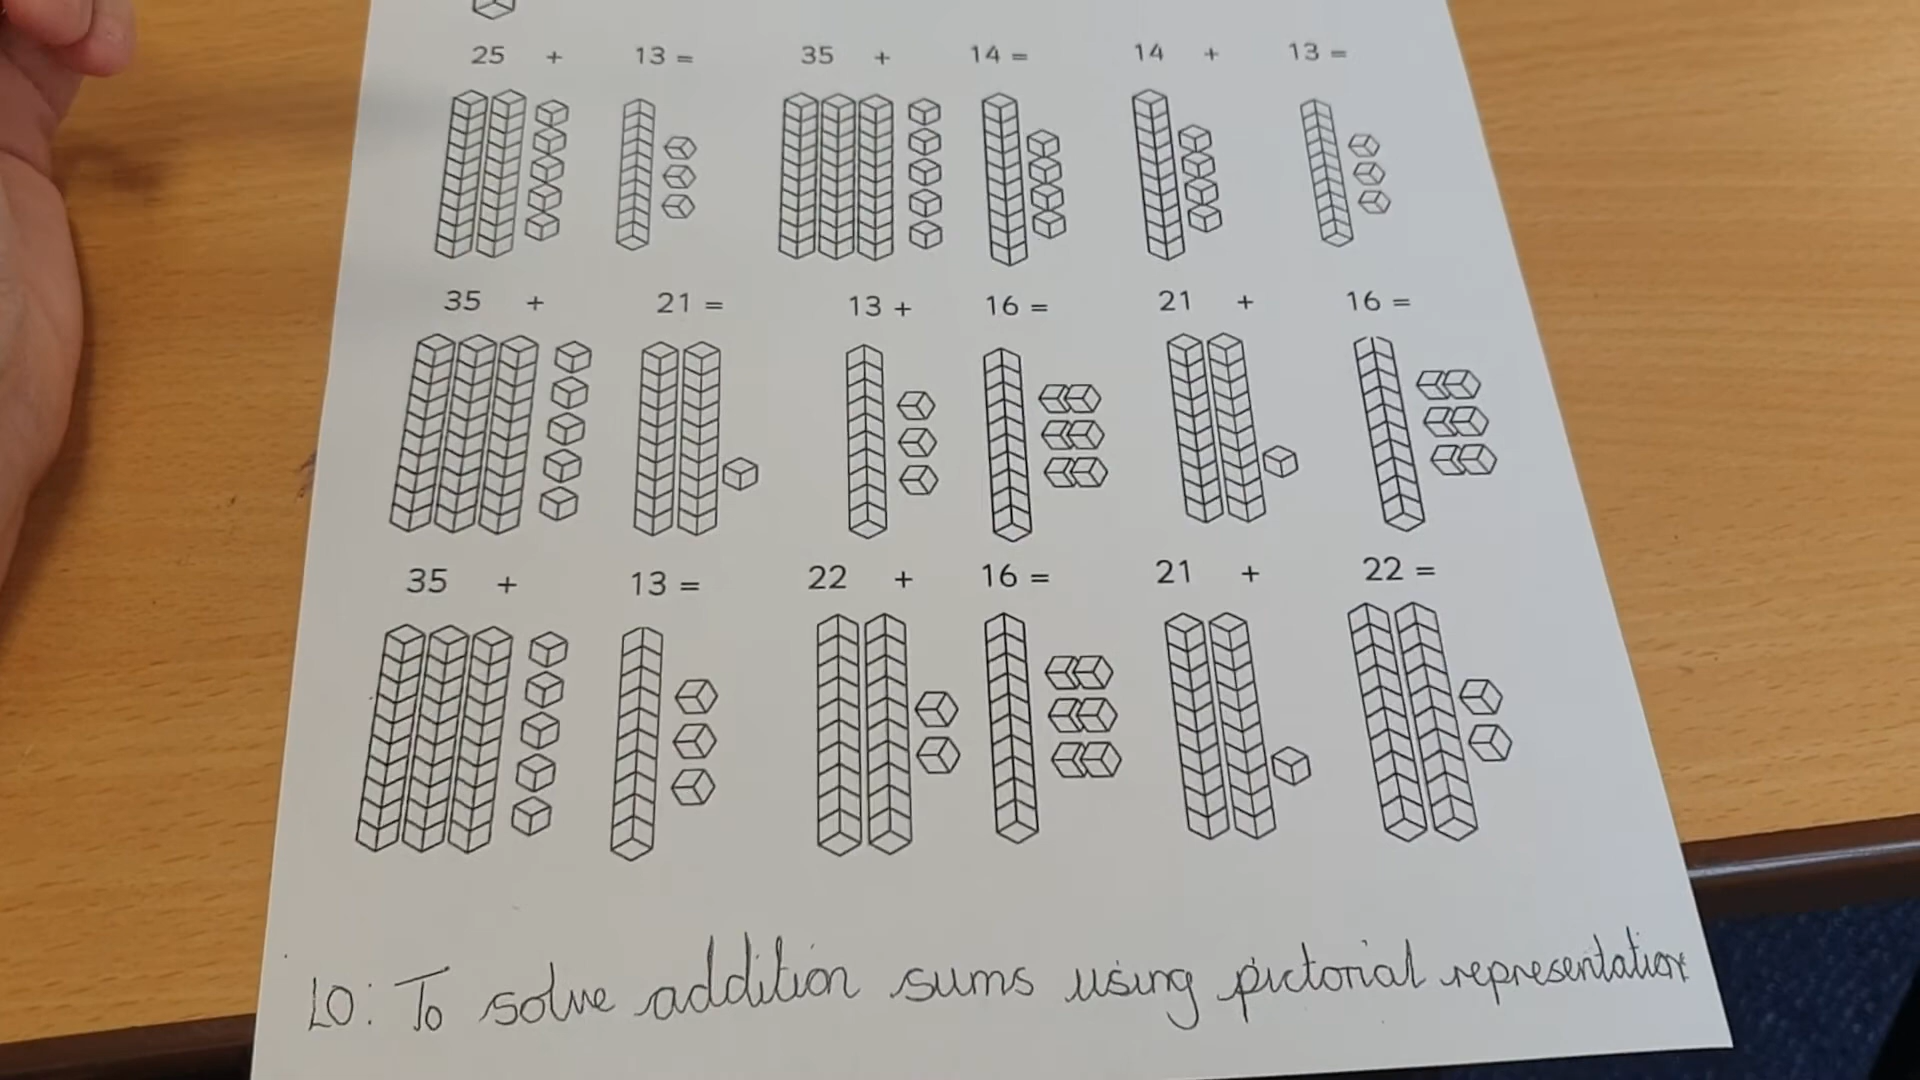 25 + 13 = 35 + 14 = 14 + 13 =
35 + 21 = 13 + 16 = 21 + 16 =
35 + 13 = 22 + 16 = 21 + 22 =
LO: To solve addition sums using pictorial representation